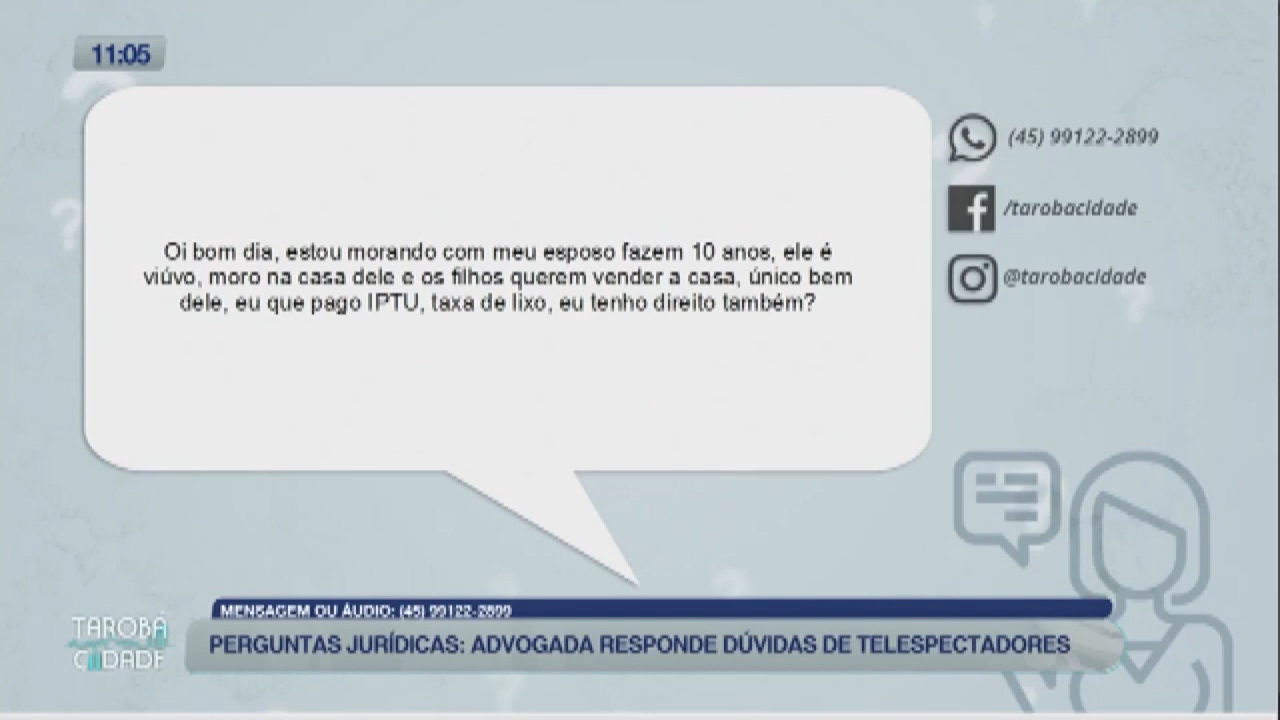 11:05
(45) 99122-2899
/tarobacidade
@tarobacidade
Oi bom dia, estou morando com meu esposo fazem 10 anos, ele é
viúvo, moro na casa dele e os filhos querem vender a casa, único bem
dele, eu que pago IPTU, taxa de lixo, eu tenho direito também?
MENSAGEM OU ÁUDIO: (45) 99122-2899
PERGUNTAS JURÍDICAS: ADVOGADA RESPONDE DÚVIDAS DE TELESPECTADORES
TAROBÁ
CIDADE